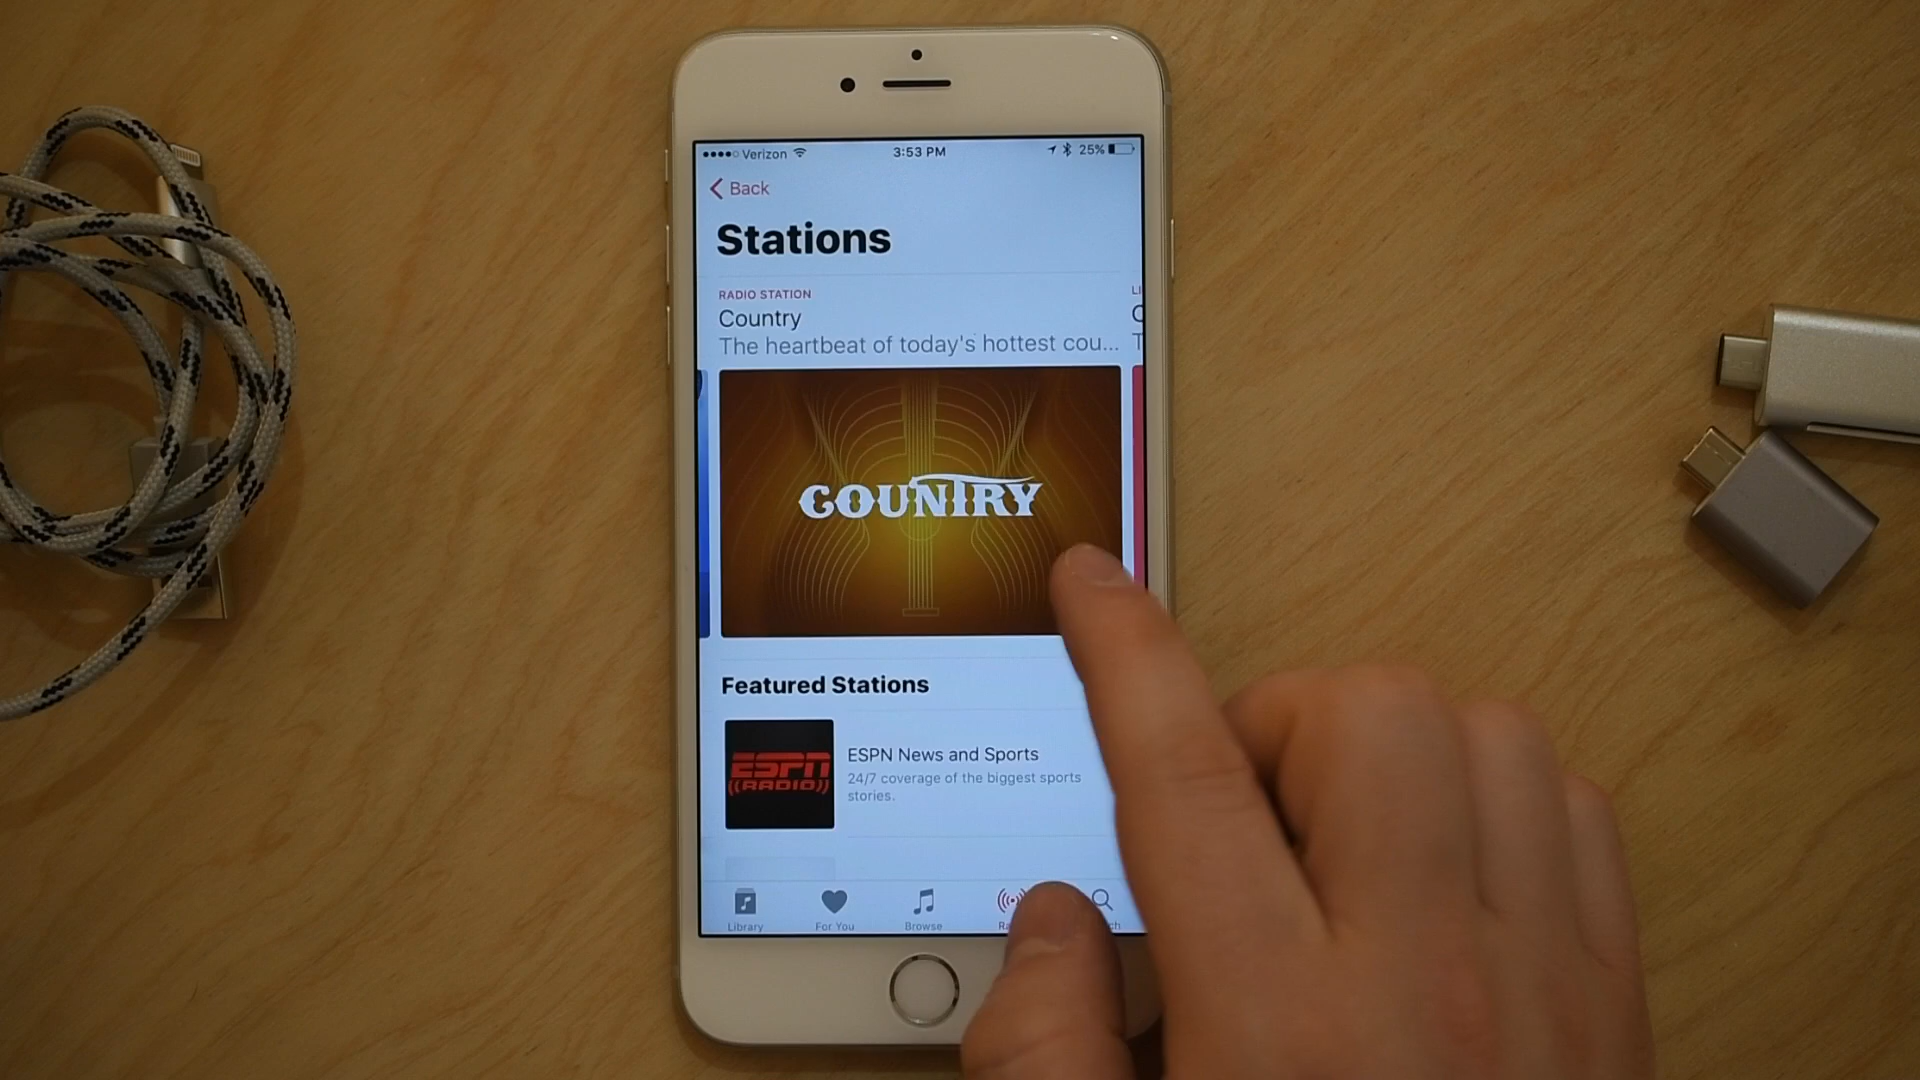 Verizon 3:53 PM 25%
Back
Stations
RADIO STATION
Country
The heartbeat of today's hottest cou...
COUNTRY
Featured Stations
ESPN RADIO
ESPN News and Sports
24/7 coverage of the biggest sports
stories.
Library For You Browse